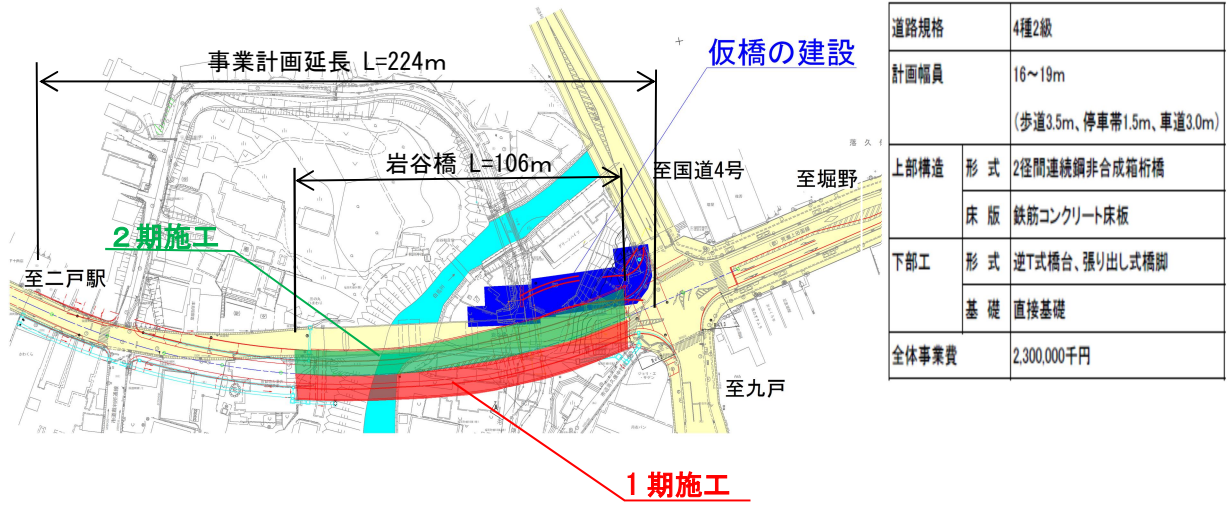 事業計画延長 L=224m
仮橋の建設
岩谷橋 L=106m
至国道4号
至堀野
２期施工
至二戸駅
至九戸
１期施工
道路規格 4種2級
計画幅員 16～19m
(歩道3.5m、停車帯1.5m、車道3.0m)
上部構造 形 式 2径間連続鋼非合成箱桁橋
床 版 鉄筋コンクリート床板
下部工 形 式 逆T式橋台、張り出し式橋脚
基 礎 直接基礎
全体事業費 2,300,000千円